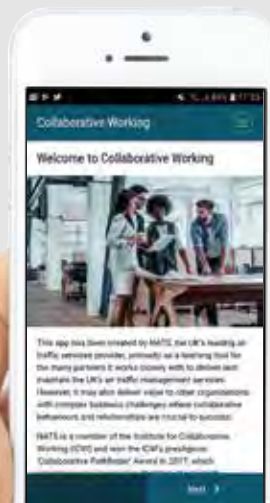 Collaborative Working
Welcome to Collaborative Working
This app has been created by NATS, the UK's leading air
traffic services provider, primarily as a learning tool for
the many partners it works closely with to deliver and
maintain the UK's air traffic management services.
However, it may also deliver value to other organisations
with complex business challenges where collaborative
behaviours and relationships are crucial to success.
NATS is a member of the Institute for Collaborative
Working (ICW) and won the ICW's prestigious
'Collaborative Pathfinder' Award in 2017, which
Next >